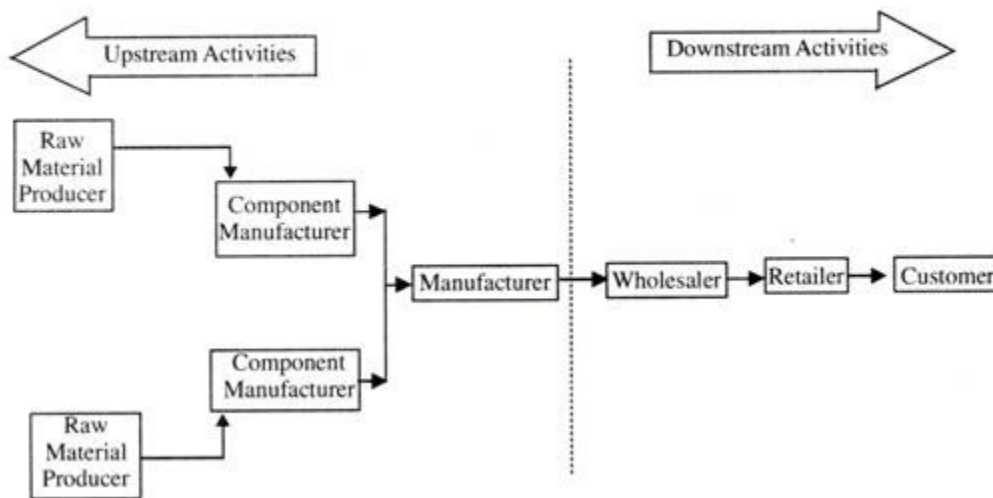 Upstream Activities
Downstream Activities
Raw
Material
Producer
Component
Manufacturer
Manufacturer
Wholesaler
Retailer
Customer
Component
Manufacturer
Raw
Material
Producer